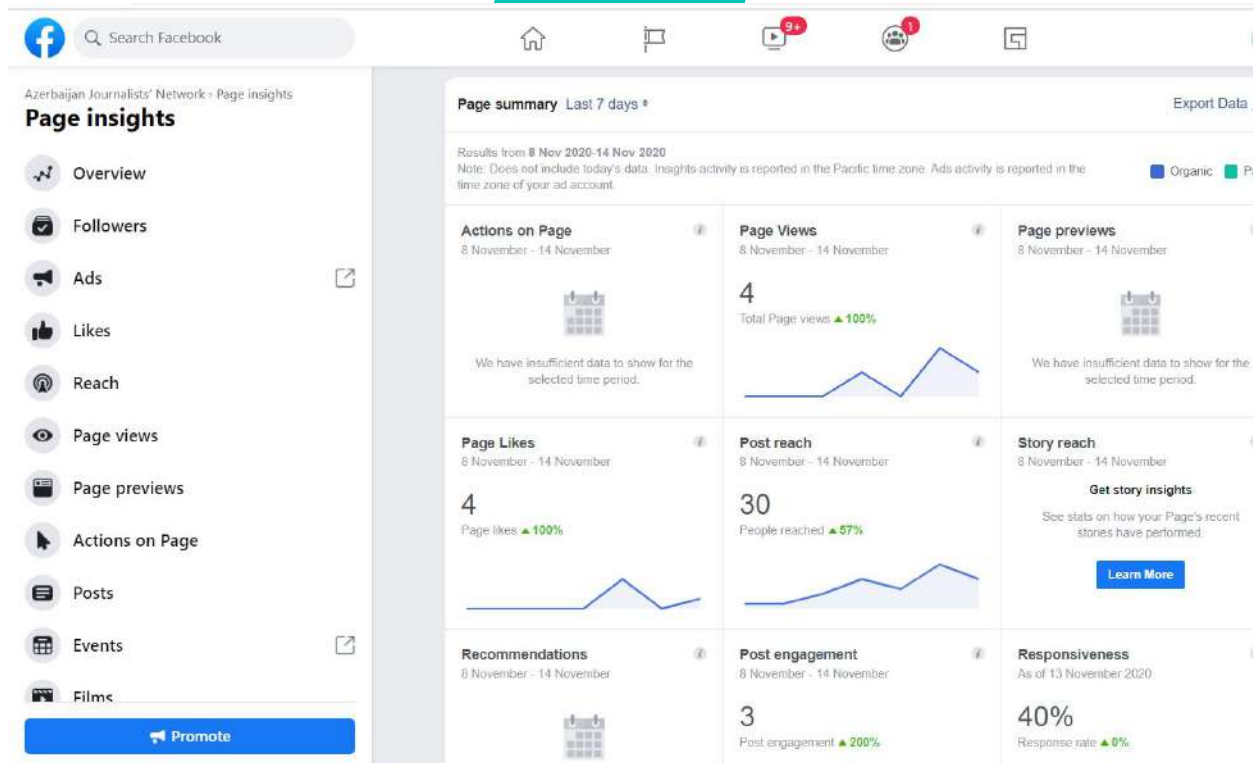 Search Facebook
9+
1
Azerbaijan Journalists' Network › Page insights
Page insights
Overview
Followers
Ads
Likes
Reach
Page views
Page previews
Actions on Page
Posts
Events
Films
Promote
Page summary Last 7 days
Export Data
Results from 8 Nov 2020-14 Nov 2020
Note: Does not include today's data. Insights activity is reported in the Pacific time zone. Ads activity is reported in the
time zone of your ad account.
Organic
Actions on Page
8 November - 14 November
We have insufficient data to show for the
selected time period.
Page Views
8 November - 14 November
4
Total Page views ▲ 100%
Page previews
8 November - 14 November
We have insufficient data to show for the
selected time period.
Page Likes
8 November - 14 November
4
Page likes ▲ 100%
Post reach
8 November - 14 November
30
People reached ▲ 57%
Story reach
8 November - 14 November
Get story insights
See stats on how your Page's recent
stories have performed.
Learn More
Recommendations
8 November - 14 November
Post engagement
8 November - 14 November
3
Post engagement ▲ 200%
Responsiveness
As of 13 November 2020
40%
Response rate ▲ 0%